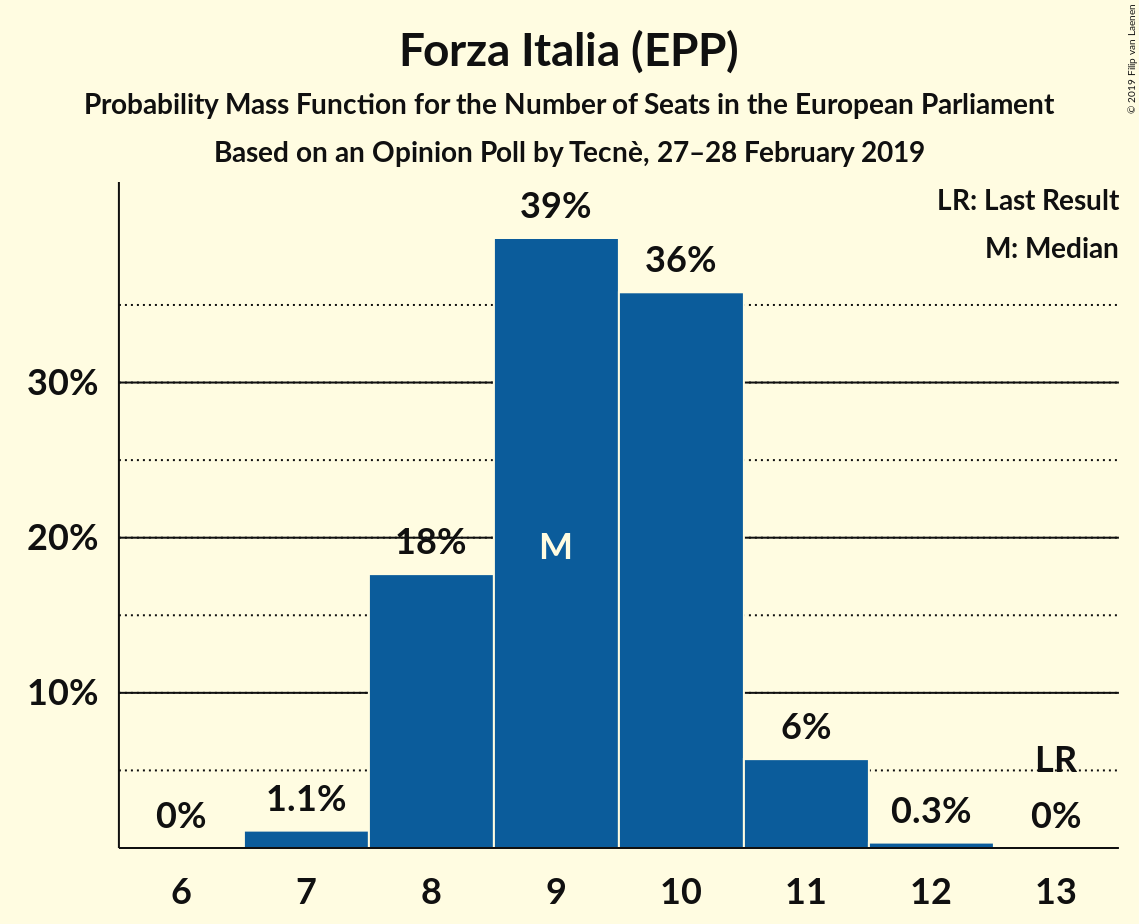 Forza Italia (EPP)
Probability Mass Function for the Number of Seats in the European Parliament
Based on an Opinion Poll by Tecnè, 27–28 February 2019
© 2019 Filip van Laenen
LR: Last Result
M: Median
39%
36%
30%
18%
20%
M
10%
6%
LR
0%
1.1%
0.3%
0%
6 7 8 9 10 11 12 13